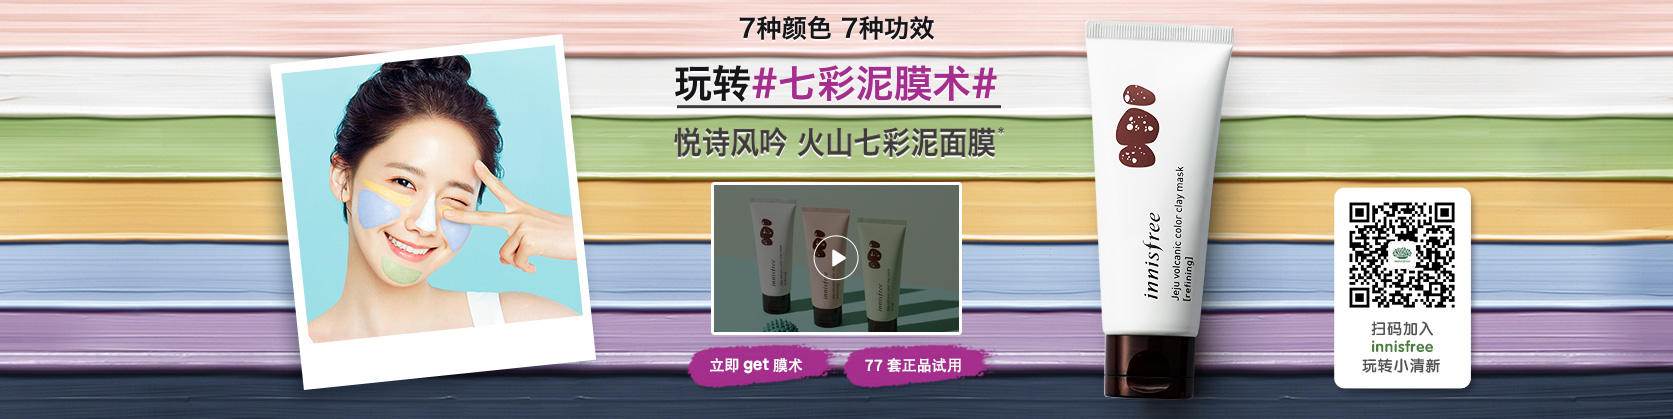 7种颜色 7种功效
玩转#七彩泥膜术#
悦诗风吟 火山七彩泥面膜*
立即 get 膜术
77 套正品试用
innisfree
Jeju volcanic color clay mask
[refining]
扫码加入
innisfree
玩转小清新